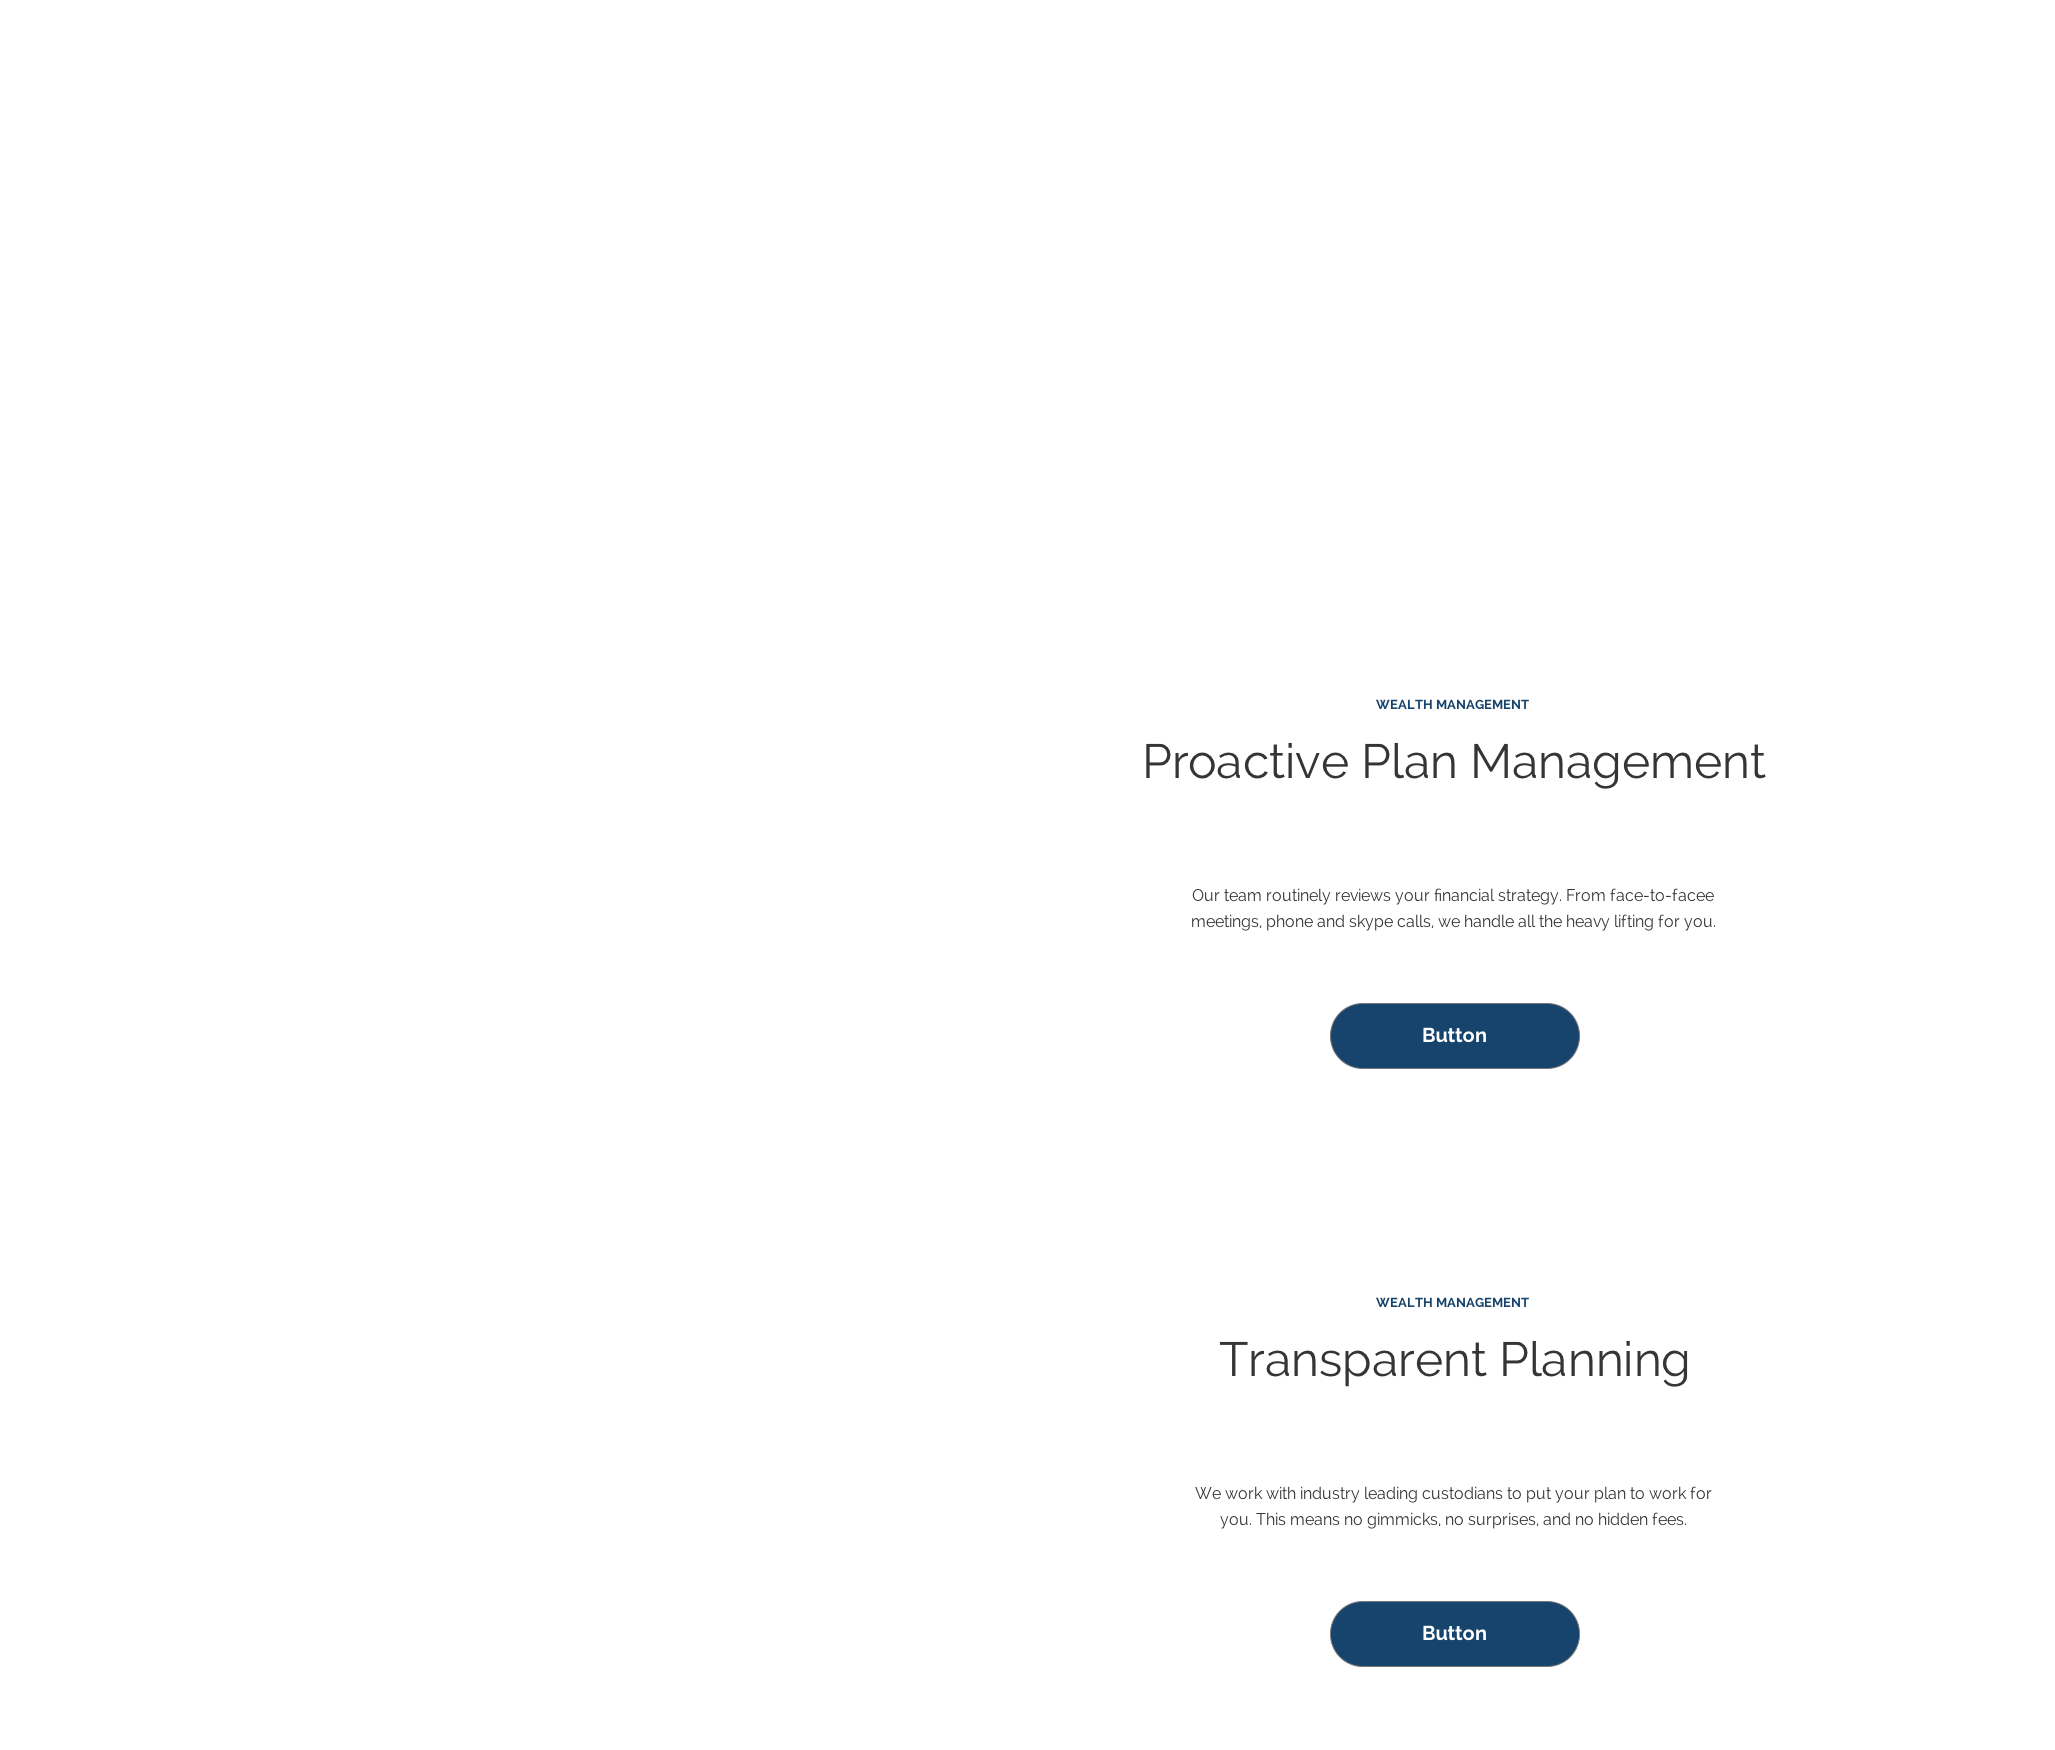 WEALTH MANAGEMENT
Proactive Plan Management
Our team routinely reviews your financial strategy. From face-to-facee
meetings, phone and skype calls, we handle all the heavy lifting for you.
Button
WEALTH MANAGEMENT
Transparent Planning
We work with industry leading custodians to put your plan to work for
you. This means no gimmicks, no surprises, and no hidden fees.
Button